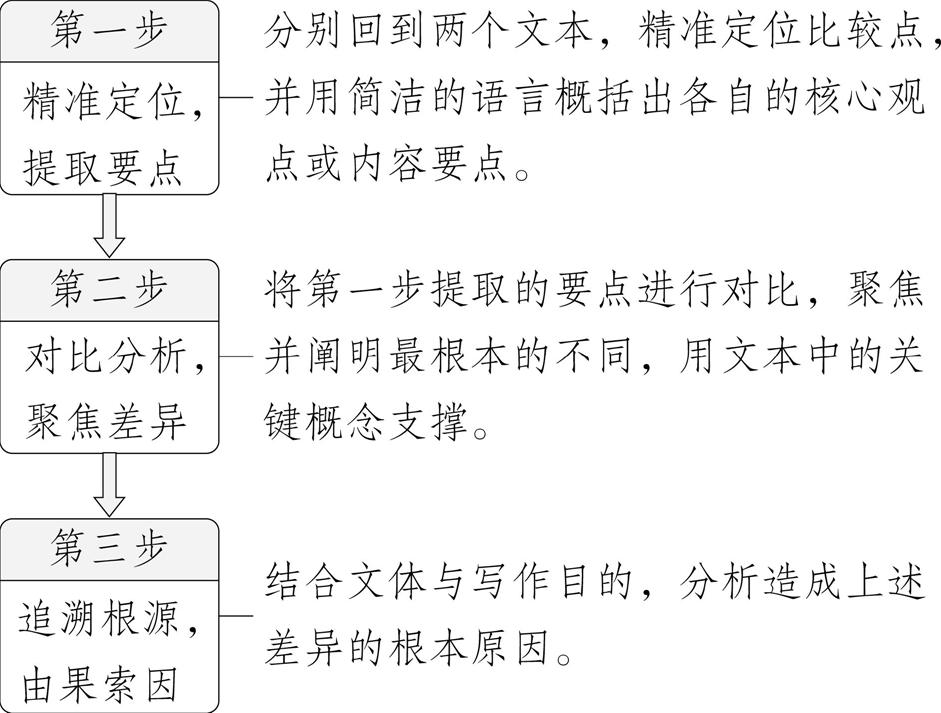 第一步
精准定位，
提取要点
分别回到两个文本，精准定位比较点，
并用简洁的语言概括出各自的核心观
点或内容要点。
第二步
对比分析，
聚焦差异
将第一步提取的要点进行对比，聚焦
并阐明最根本的不同，用文本中的关
键概念支撑。
第三步
追溯根源，
由果索因
结合文体与写作目的，分析造成上述
差异的根本原因。